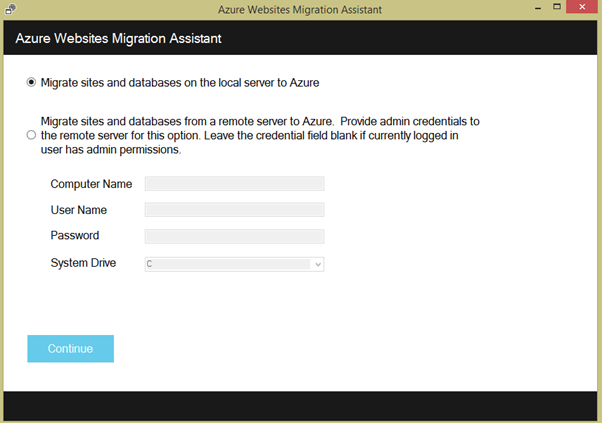 Azure Websites Migration Assistant
Azure Websites Migration Assistant
Migrate sites and databases on the local server to Azure
Migrate sites and databases from a remote server to Azure.  Provide admin credentials to
the remote server for this option. Leave the credential field blank if currently logged in
user has admin permissions.
Computer Name
User Name
Password
System Drive
C
Continue